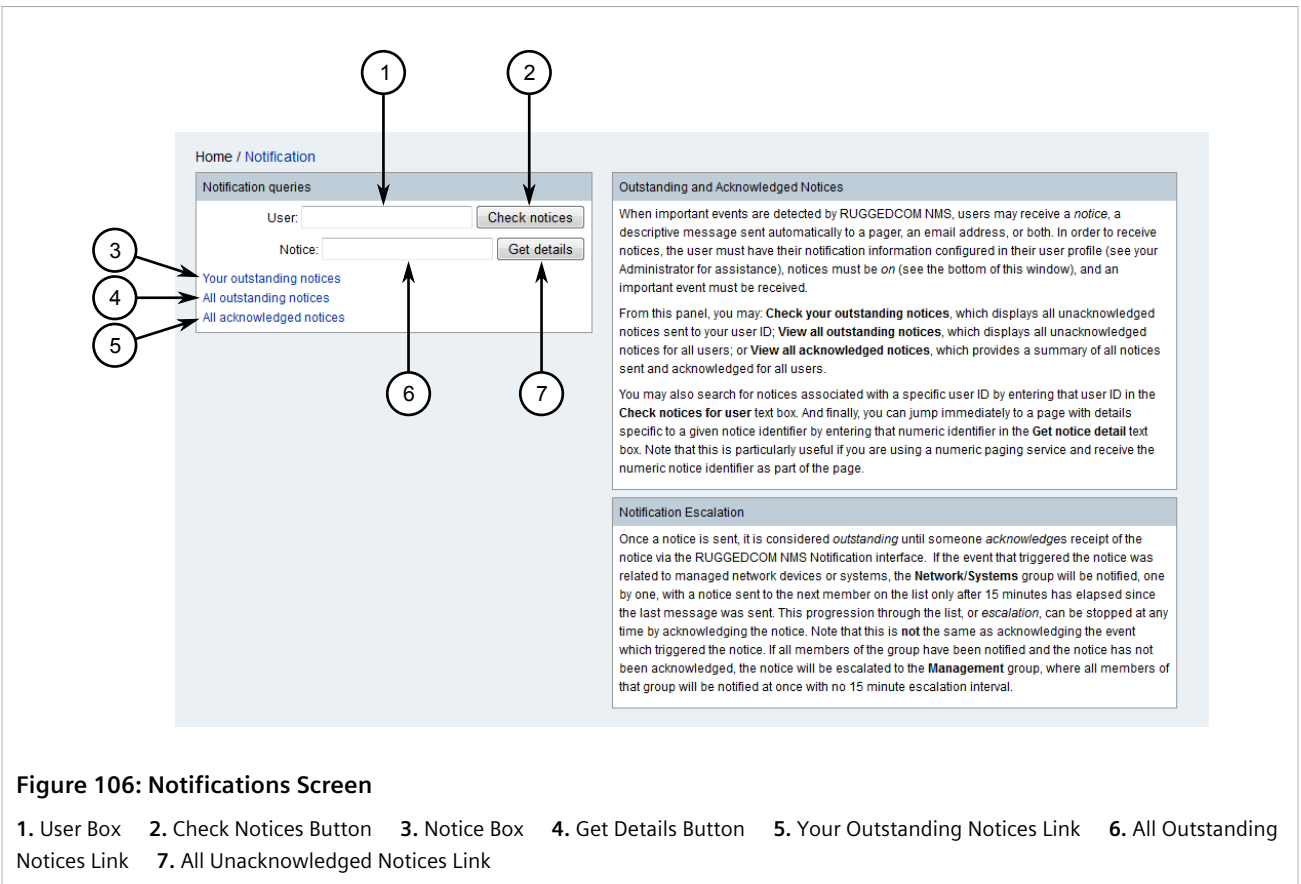 1
2
Home / Notification
Notification queries
User:
Check notices
Notice:
Get details
3
Your outstanding notices
4
All outstanding notices
5
All acknowledged notices
6
7
Outstanding and Acknowledged Notices
When important events are detected by RUGGEDCOM NMS, users may receive a notice, a
descriptive message sent automatically to a pager, an email address, or both. In order to receive
notices, the user must have their notification information configured in their user profile (see your
Administrator for assistance), notices must be on (see the bottom of this window), and an
important event must be received.
From this panel, you may: Check your outstanding notices, which displays all unacknowledged
notices sent to your user ID; View all outstanding notices, which displays all unacknowledged
notices for all users; or View all acknowledged notices, which provides a summary of all notices
sent and acknowledged for all users.
You may also search for notices associated with a specific user ID by entering that user ID in the
Check notices for user text box. And finally, you can jump immediately to a page with details
specific to a given notice identifier by entering that numeric identifier in the Get notice detail text
box. Note that this is particularly useful if you are using a numeric paging service and receive the
numeric notice identifier as part of the page.
Notification Escalation
Once a notice is sent, it is considered outstanding until someone acknowledges receipt of the
notice via the RUGGEDCOM NMS Notification interface. If the event that triggered the notice was
related to managed network devices or systems, the Network/Systems group will be notified, one
by one, with a notice sent to the next member on the list only after 15 minutes has elapsed since
the last message was sent. This progression through the list, or escalation, can be stopped at any
time by acknowledging the notice. Note that this is not the same as acknowledging the event
which triggered the notice. If all members of the group have been notified and the notice has not
been acknowledged, the notice will be escalated to the Management group, where all members of
that group will be notified at once with no 15 minute escalation interval.
Figure 106: Notifications Screen
1. User Box 2. Check Notices Button 3. Notice Box 4. Get Details Button 5. Your Outstanding Notices Link 6. All Outstanding
Notices Link 7. All Unacknowledged Notices Link